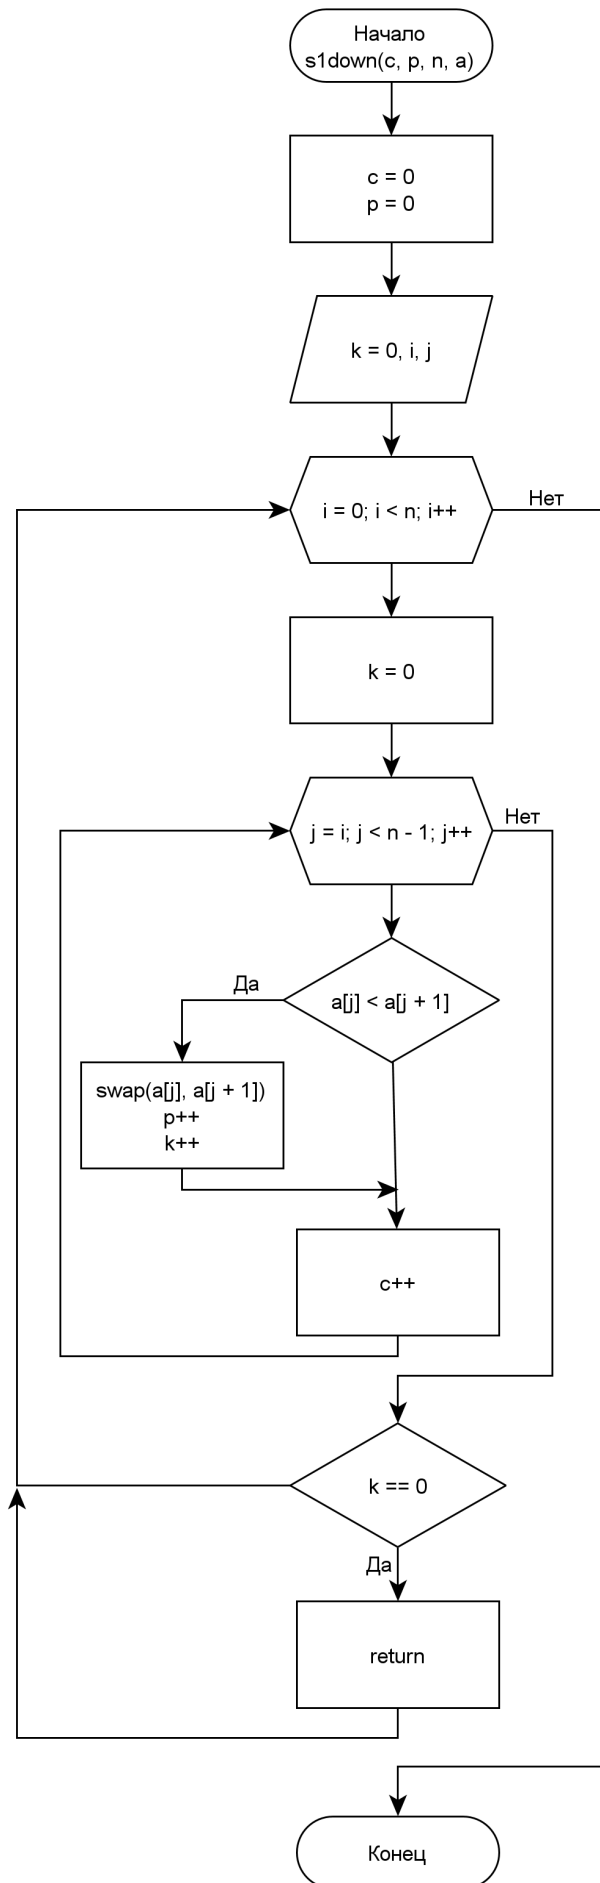 Начало
s1down(c, p, n, a)
c = 0
p = 0
k = 0, i, j
i = 0; i < n; i++
Нет
k = 0
j = i; j < n - 1; j++
Нет
a[j] < a[j + 1]
Да
swap(a[j], a[j + 1])
p++
k++
c++
k == 0
Да
return
Конец